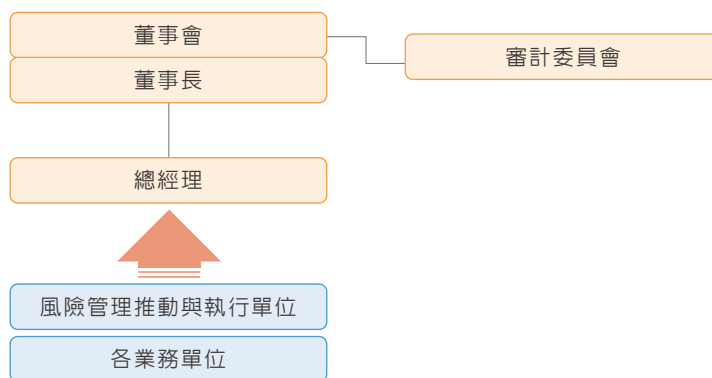 董事會
審計委員會
董事長
總經理
風險管理推動與執行單位
各業務單位